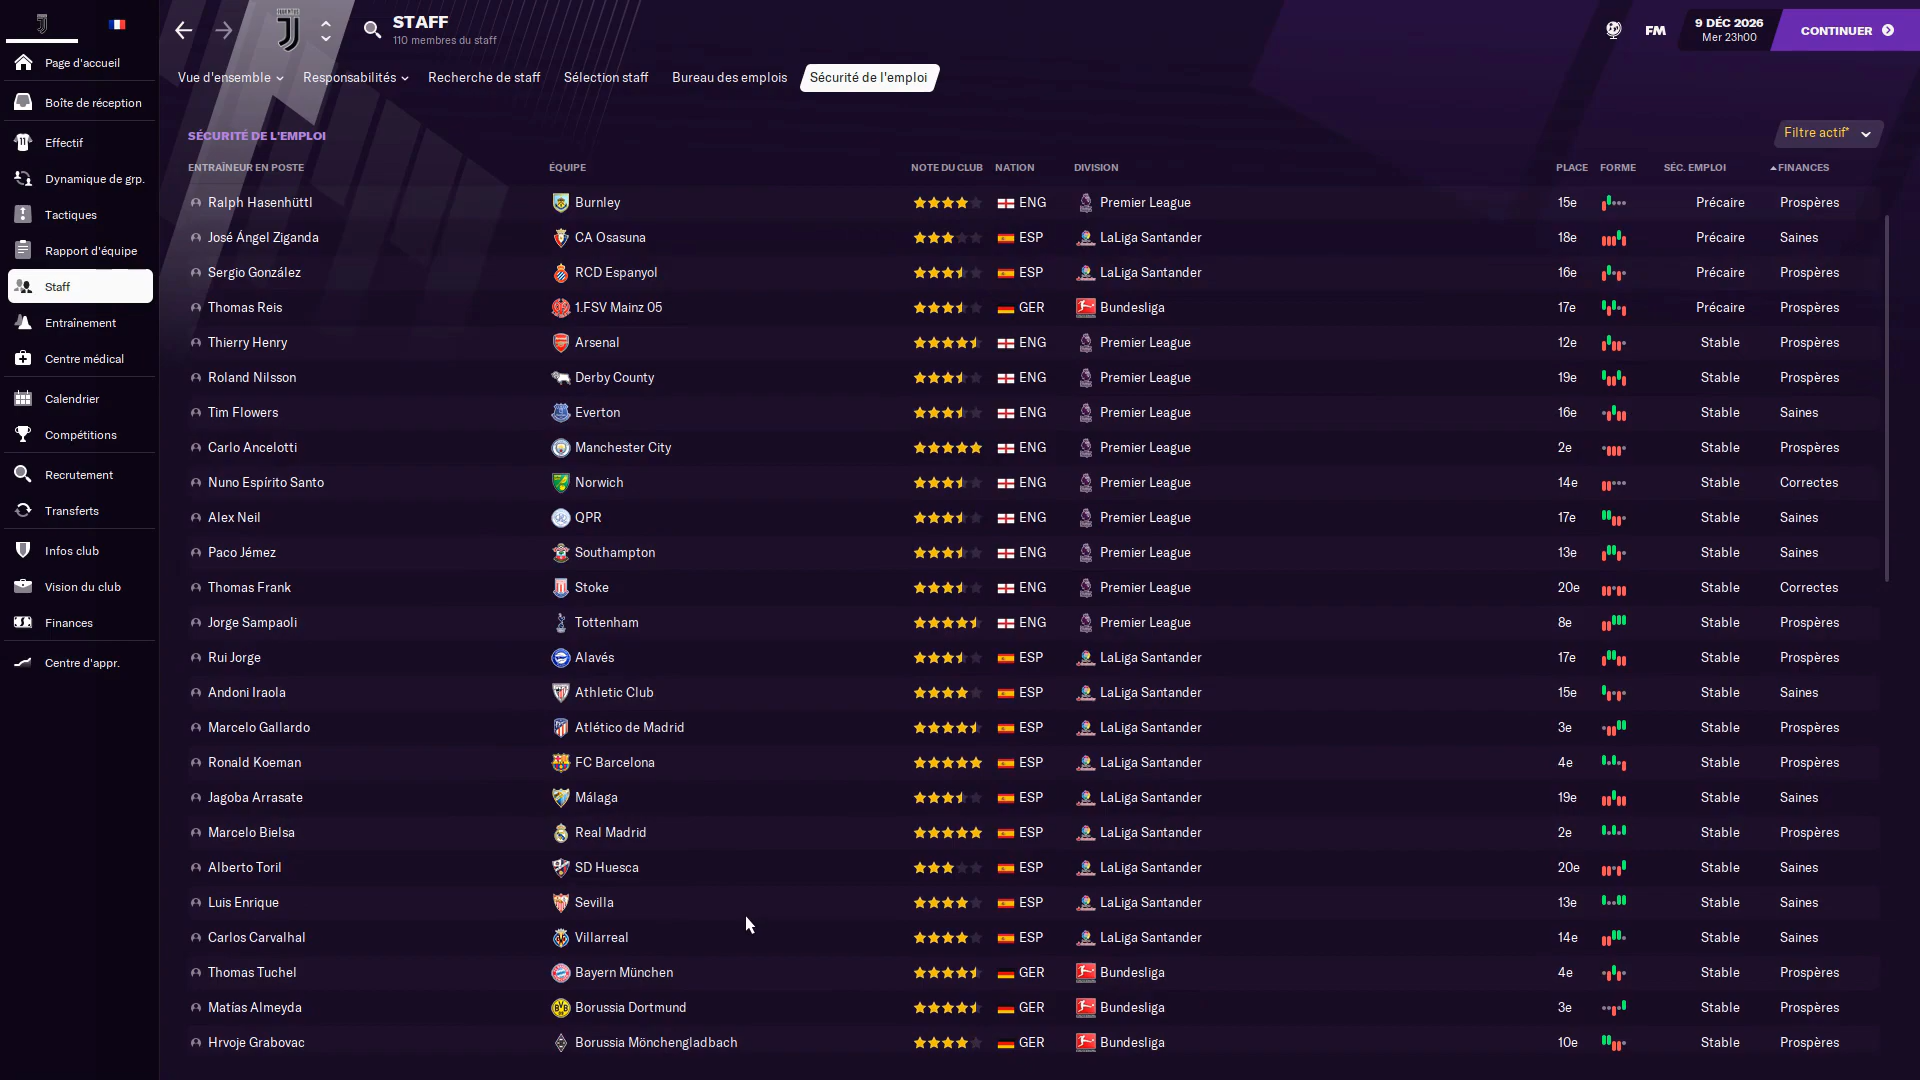 STAFF
110 membres du staff
FM
9 DÉC 2026
Mer 23h00
CONTINUER
Vue d'ensemble
Responsabilités
Recherche de staff
Sélection staff
Bureau des emplois
Sécurité de l'emploi
Page d'accueil
Boîte de réception
Effectif
Dynamique de grp.
Tactiques
Rapport d'équipe
Staff
Entraînement
Centre médical
Calendrier
Compétitions
Recrutement
Transferts
Infos club
Vision du club
Finances
Centre d'appr.
SÉCURITÉ DE L'EMPLOI
Filtre actif*
ENTRAÎNEUR EN POSTE ÉQUIPE NOTE DU CLUB NATION DIVISION PLACE FORME SÉC. EMPLOI FINANCES
Ralph Hasenhüttl Burnley ENG Premier League 15e Précaire Prospères
José Ángel Ziganda CA Osasuna ESP LaLiga Santander 18e Précaire Saines
Sergio González RCD Espanyol ESP LaLiga Santander 16e Précaire Prospères
Thomas Reis 1.FSV Mainz 05 GER Bundesliga 17e Précaire Prospères
Thierry Henry Arsenal ENG Premier League 12e Stable Prospères
Roland Nilsson Derby County ENG Premier League 19e Stable Prospères
Tim Flowers Everton ENG Premier League 16e Stable Saines
Carlo Ancelotti Manchester City ENG Premier League 2e Stable Prospères
Nuno Espírito Santo Norwich ENG Premier League 14e Stable Correctes
Alex Neil QPR ENG Premier League 17e Stable Saines
Paco Jémez Southampton ENG Premier League 13e Stable Saines
Thomas Frank Stoke ENG Premier League 20e Stable Correctes
Jorge Sampaoli Tottenham ENG Premier League 8e Stable Prospères
Rui Jorge Alavés ESP LaLiga Santander 17e Stable Prospères
Andoni Iraola Athletic Club ESP LaLiga Santander 15e Stable Saines
Marcelo Gallardo Atlético de Madrid ESP LaLiga Santander 3e Stable Prospères
Ronald Koeman FC Barcelona ESP LaLiga Santander 4e Stable Prospères
Jagoba Arrasate Málaga ESP LaLiga Santander 19e Stable Saines
Marcelo Bielsa Real Madrid ESP LaLiga Santander 2e Stable Prospères
Alberto Toril SD Huesca ESP LaLiga Santander 20e Stable Saines
Luis Enrique Sevilla ESP LaLiga Santander 13e Stable Saines
Carlos Carvalhal Villarreal ESP LaLiga Santander 14e Stable Saines
Thomas Tuchel Bayern München GER Bundesliga 4e Stable Prospères
Matías Almeyda Borussia Dortmund GER Bundesliga 3e Stable Prospères
Hrvoje Grabovac Borussia Mönchengladbach GER Bundesliga 10e Stable Prospères